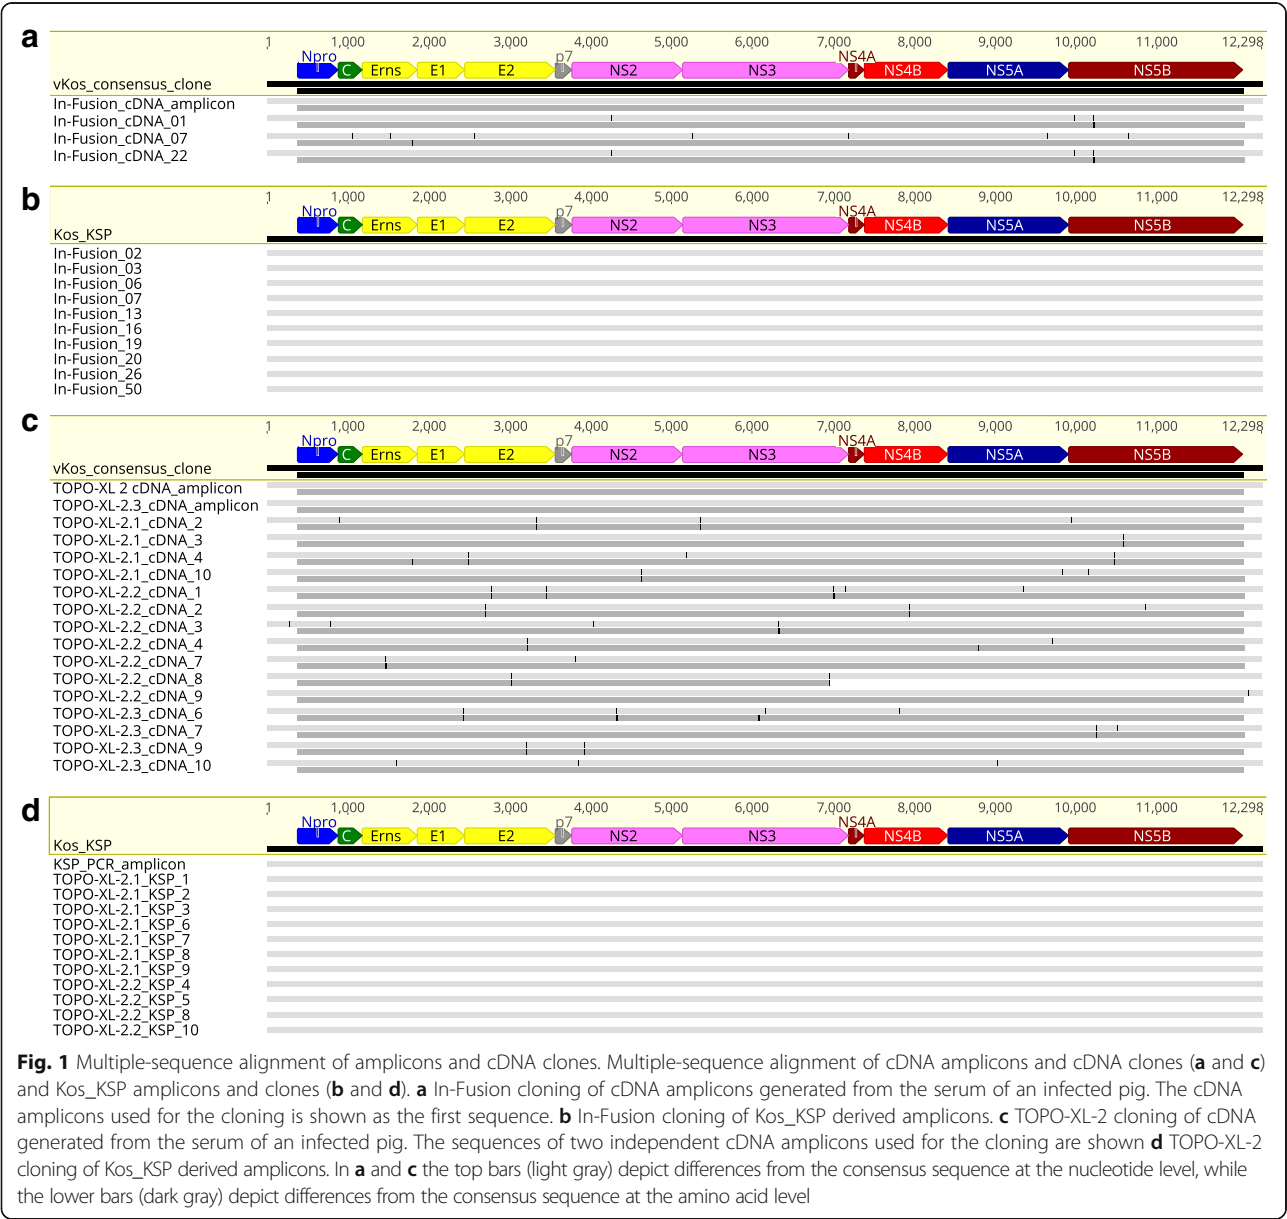 a
1 1,000 2,000 3,000 4,000 5,000 6,000 7,000 8,000 9,000 10,000 11,000 12,298
Npro C Erns E1 E2 p7 NS2 NS3 NS4A NS4B NS5A NS5B
vKos_consensus_clone
In-Fusion_cDNA_amplicon
In-Fusion_cDNA_01
In-Fusion_cDNA_07
In-Fusion_cDNA_22
b
1 1,000 2,000 3,000 4,000 5,000 6,000 7,000 8,000 9,000 10,000 11,000 12,298
Npro C Erns E1 E2 p7 NS2 NS3 NS4A NS4B NS5A NS5B
Kos_KSP
In-Fusion_02
In-Fusion_03
In-Fusion_06
In-Fusion_07
In-Fusion_13
In-Fusion_16
In-Fusion_19
In-Fusion_20
In-Fusion_26
In-Fusion_50
c
1 1,000 2,000 3,000 4,000 5,000 6,000 7,000 8,000 9,000 10,000 11,000 12,298
Npro C Erns E1 E2 p7 NS2 NS3 NS4A NS4B NS5A NS5B
vKos_consensus_clone
TOPO-XL 2 cDNA_amplicon
TOPO-XL-2.3_cDNA_amplicon
TOPO-XL-2.1_cDNA_2
TOPO-XL-2.1_cDNA_3
TOPO-XL-2.1_cDNA_4
TOPO-XL-2.1_cDNA_10
TOPO-XL-2.2_cDNA_1
TOPO-XL-2.2_cDNA_2
TOPO-XL-2.2_cDNA_3
TOPO-XL-2.2_cDNA_4
TOPO-XL-2.2_cDNA_7
TOPO-XL-2.2_cDNA_8
TOPO-XL-2.2_cDNA_9
TOPO-XL-2.3_cDNA_6
TOPO-XL-2.3_cDNA_7
TOPO-XL-2.3_cDNA_9
TOPO-XL-2.3_cDNA_10
d
1 1,000 2,000 3,000 4,000 5,000 6,000 7,000 8,000 9,000 10,000 11,000 12,298
Npro C Erns E1 E2 p7 NS2 NS3 NS4A NS4B NS5A NS5B
Kos_KSP
KSP_PCR_amplicon
TOPO-XL-2.1_KSP_1
TOPO-XL-2.1_KSP_2
TOPO-XL-2.1_KSP_3
TOPO-XL-2.1_KSP_6
TOPO-XL-2.1_KSP_7
TOPO-XL-2.1_KSP_8
TOPO-XL-2.1_KSP_9
TOPO-XL-2.2_KSP_4
TOPO-XL-2.2_KSP_5
TOPO-XL-2.2_KSP_8
TOPO-XL-2.2_KSP_10
Fig. 1 Multiple-sequence alignment of amplicons and cDNA clones. Multiple-sequence alignment of cDNA amplicons and cDNA clones (a and c)
and Kos_KSP amplicons and clones (b and d). a In-Fusion cloning of cDNA amplicons generated from the serum of an infected pig. The cDNA
amplicons used for the cloning is shown as the first sequence. b In-Fusion cloning of Kos_KSP derived amplicons. c TOPO-XL-2 cloning of cDNA
generated from the serum of an infected pig. The sequences of two independent cDNA amplicons used for the cloning are shown d TOPO-XL-2
cloning of Kos_KSP derived amplicons. In a and c the top bars (light gray) depict differences from the consensus sequence at the nucleotide level, while
the lower bars (dark gray) depict differences from the consensus sequence at the amino acid level